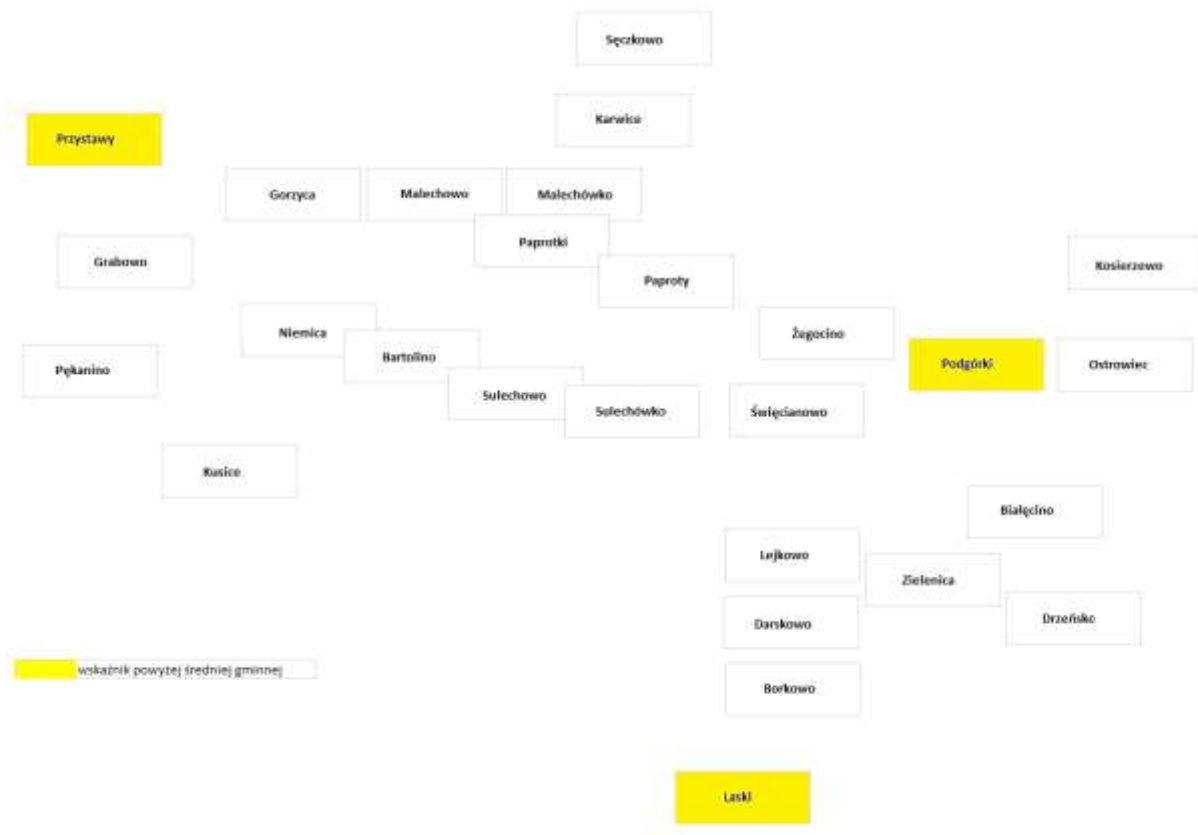 Sęczkowo
Karwice
Przystawy
Gorzyca
Malechowo
Malechówko
Paprotki
Grabowo
Paproty
Kosierzewo
Niemica
Żegocino
Bartolino
Pękanino
Podgórki
Ostrowiec
Sulechowo
Sulechówko
Święcianowo
Kusice
Białęcino
Lejkowo
Zielenica
Darskowo
Drzeńsko
wskaźnik powyżej średniej gminnej
Borkowo
Laski